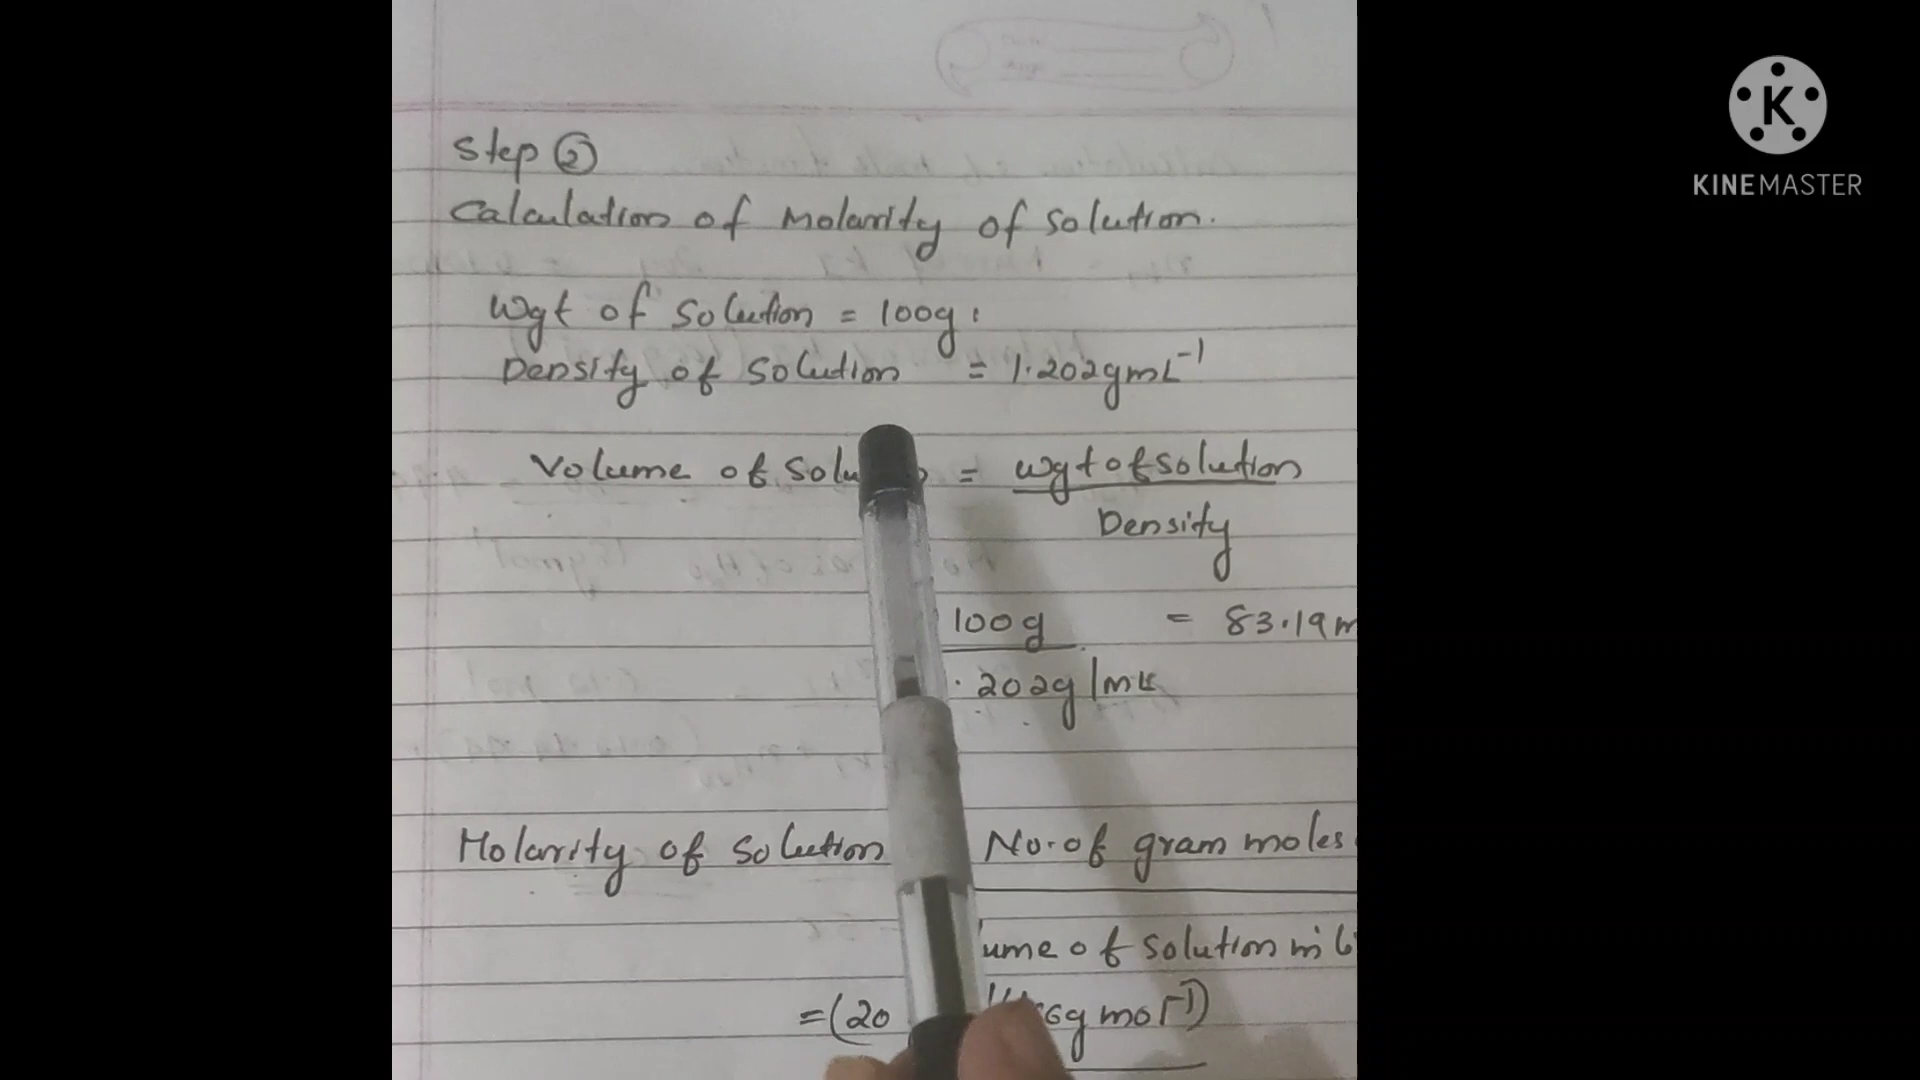 Step ②
Calculation of Molarity of solution.
Wgt of Solution = 100g.
Density of Solution = 1.202gmL⁻¹
Volume of = wgt of solution
Density
100g = 83.19m
.202g/mL
Molarity of Solution No. of gram moles
of solution in
=(20 g mol⁻¹)
K
KINEMASTER